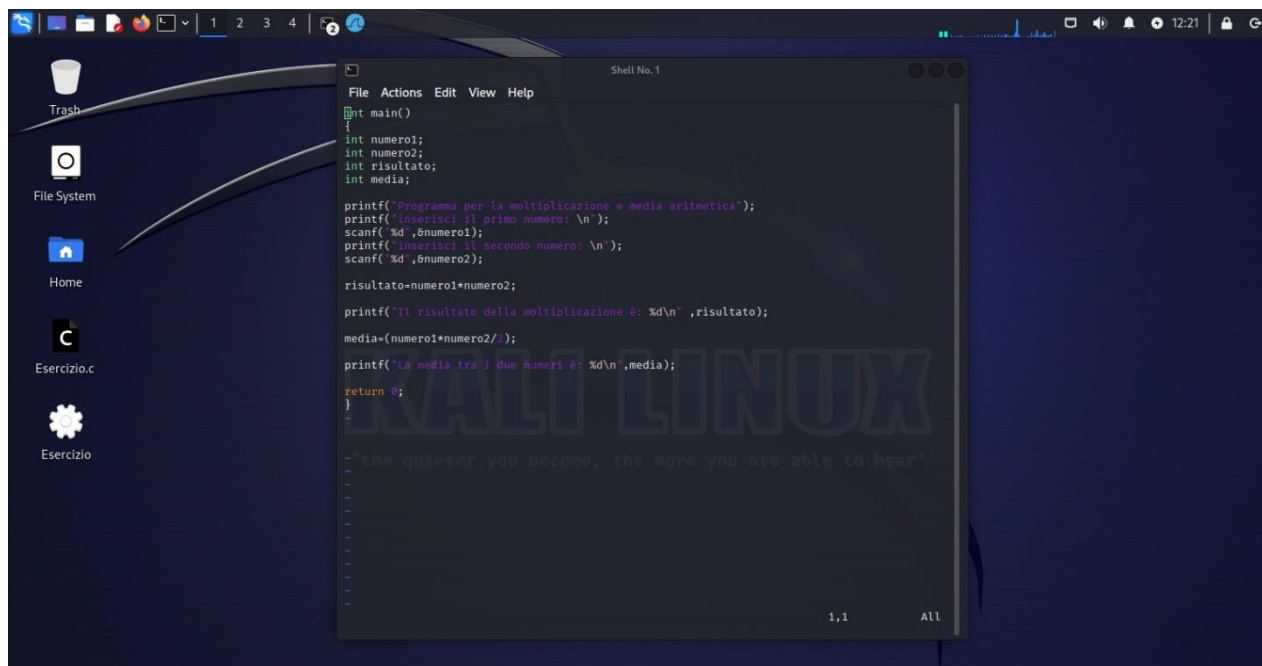 1 2 3 4 2 12:21
Shell No. 1
File Actions Edit View Help
Trash
File System
Home
C
Esercizio.c
Esercizio
int main()
{
int numero1;
int numero2;
int risultato;
int media;
printf("Programma per la moltiplicazione e media aritmetica");
printf("inserisci il primo numero: \n");
scanf("%d",&numero1);
printf("inserisci il secondo numero: \n");
scanf("%d",&numero2);
risultato=numero1*numero2;
printf("Il risultato della moltiplicazione è: %d\n" ,risultato);
media=(numero1*numero2/2);
printf("La media tra i due numeri è: %d\n",media);
return 0;
}
~
KALI LINUX
~
"the quieter you become, the more you are able to hear"
~
~
~
~
~
~
~
~
~
~
~
1,1 All